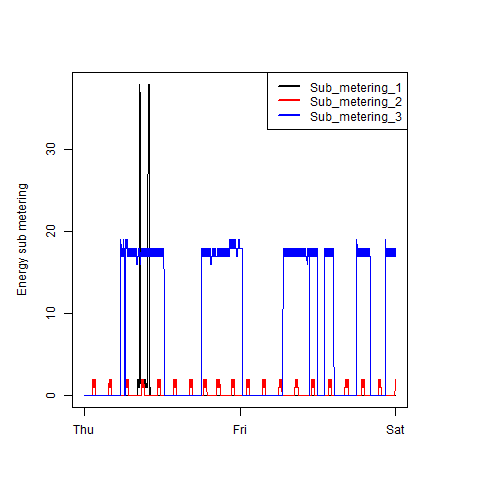 Sub_metering_1
Sub_metering_2
Sub_metering_3
Energy sub metering
30
20
10
0
Thu Fri Sat